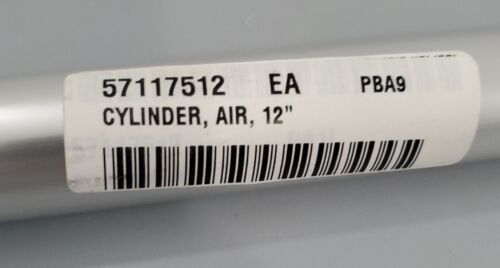 57117512 EA PBA9
CYLINDER, AIR, 12"